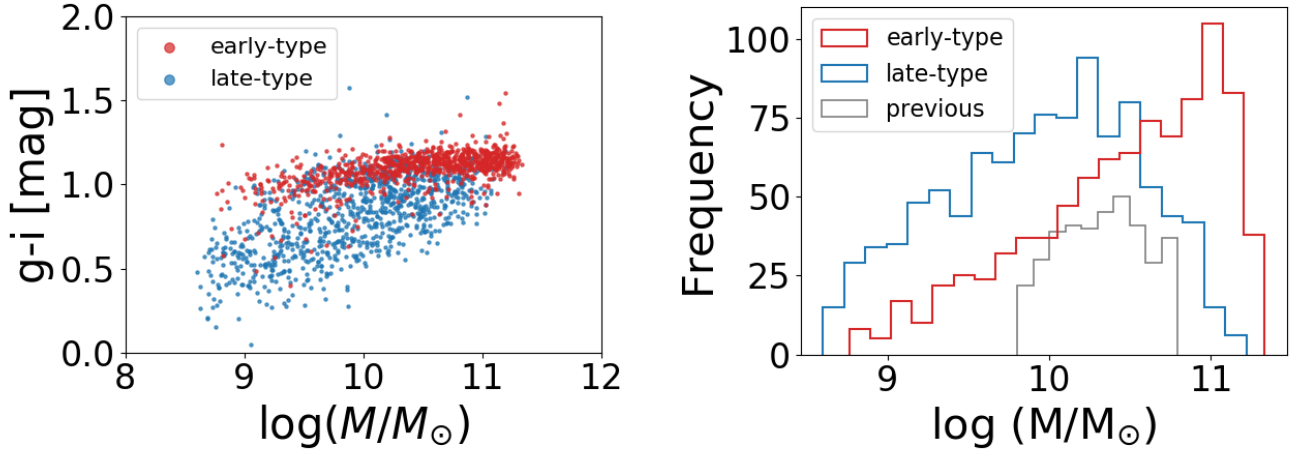 2.0
1.5
1.0
0.5
0.0
g-i [mag]
early-type
late-type
8
9
10
11
12
log(M/M⊙)
100
75
50
25
0
Frequency
early-type
late-type
previous
9
10
11
log (M/M⊙)